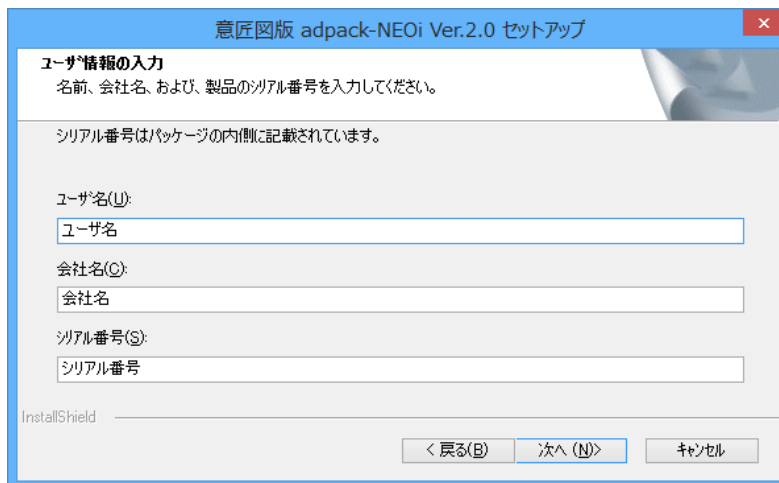 意匠図版 adpack-NEOi Ver.2.0 セットアップ
ユーザ情報の入力
名前、会社名、および、製品のシリアル番号を入力してください。
シリアル番号はパッケージの内側に記載されています。
ユーザ名(U):
ユーザ名
会社名(C):
会社名
シリアル番号(S):
シリアル番号
InstallShield
< 戻る(B) 次へ (N)> キャンセル